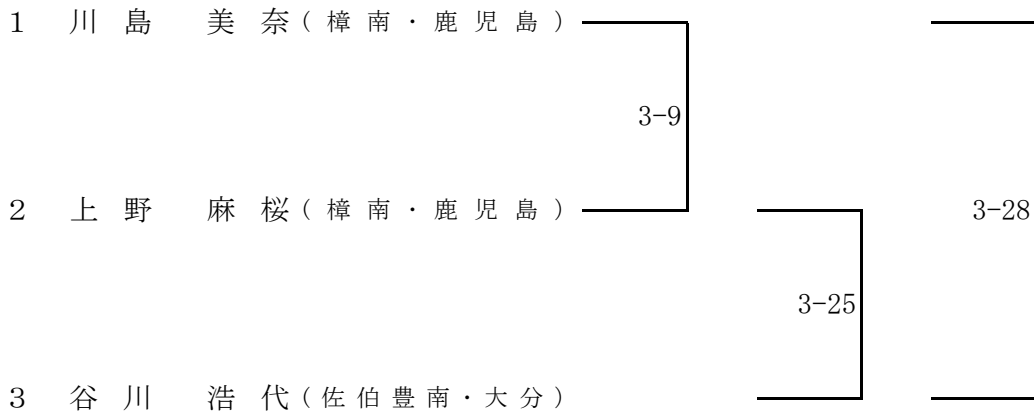 1 川島 美奈(樟南・鹿児島)
3-9
2 上野 麻桜(樟南・鹿児島)
3-28
3-25
3 谷川 浩代(佐伯豊南・大分)